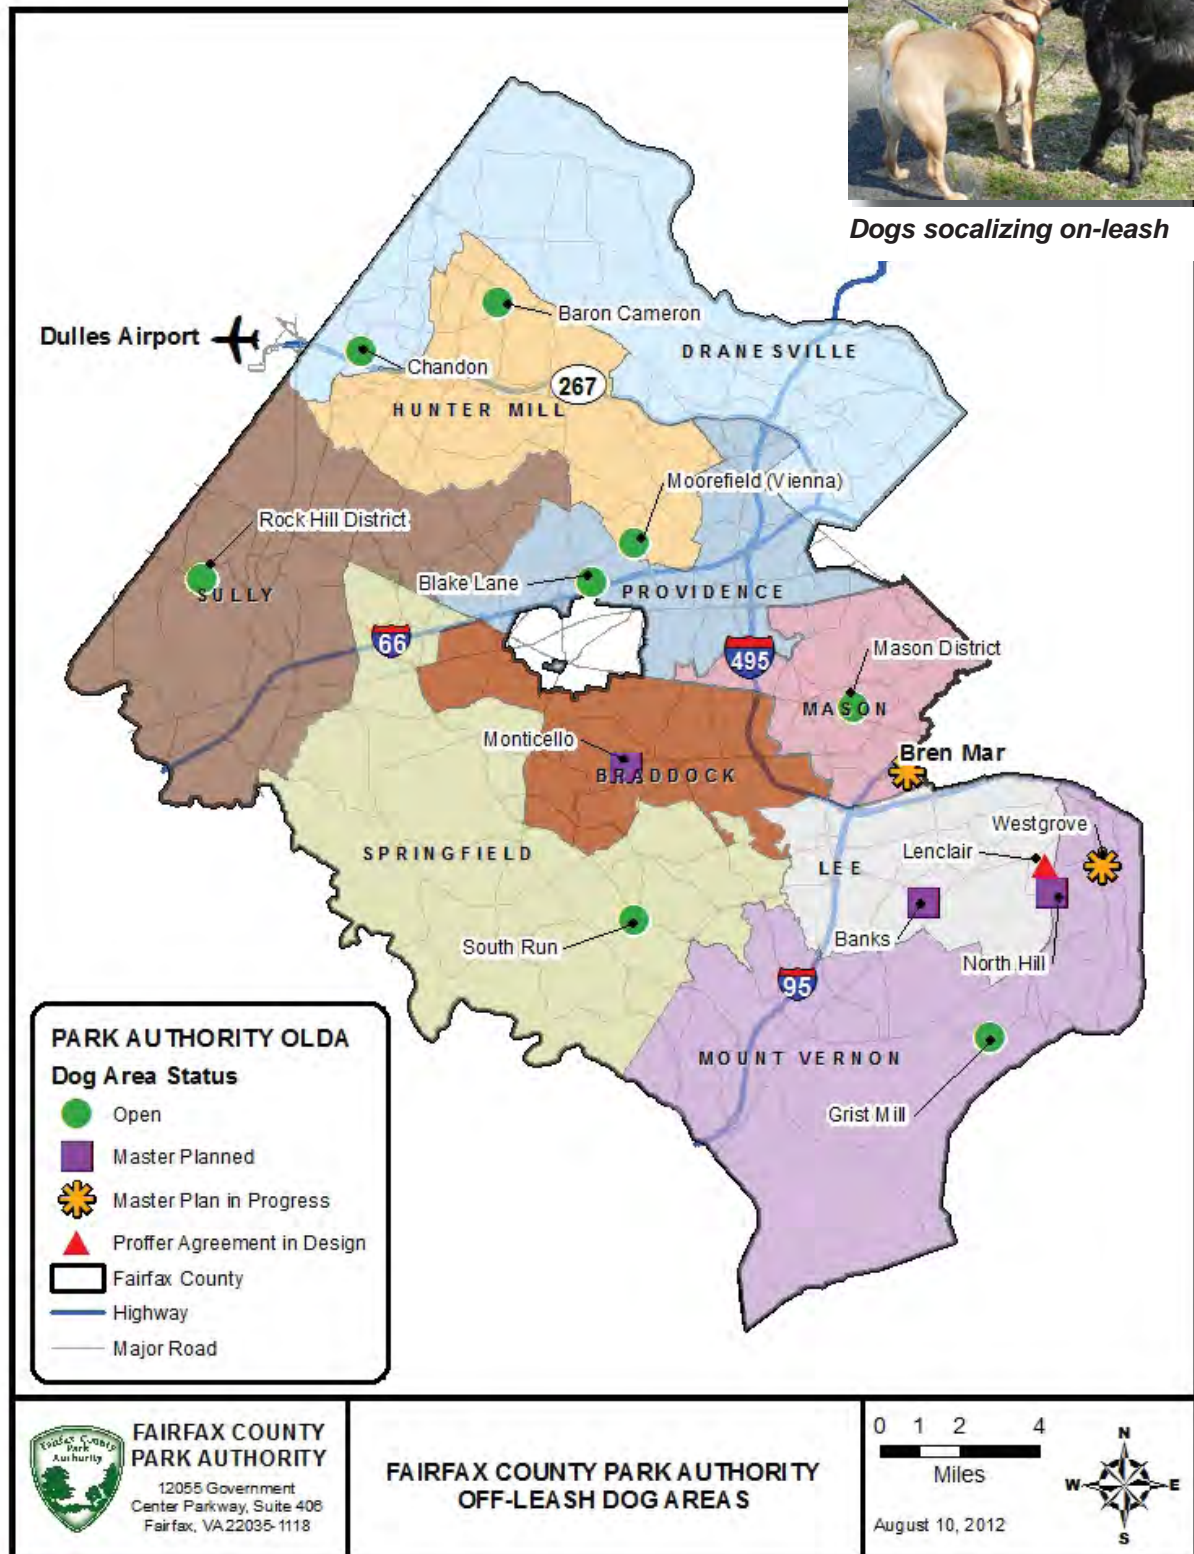 Dogs socalizing on-leash
Dulles Airport
Baron Cameron
Chandon
DRANESVILLE
267
HUNTER MILL
Moorefield (Vienna)
Rock Hill District
SULLY
Blake Lane
PROVIDENCE
66
495
Mason District
MASON
Monticello
BRADDOCK
Bren Mar
Westgrove
Lenclair
SPRINGFIELD
LEE
Banks
South Run
North Hill
95
MOUNT VERNON
Grist Mill
PARK AUTHORITY OLDA
Dog Area Status
Open
Master Planned
Master Plan in Progress
Proffer Agreement in Design
Fairfax County
Highway
Major Road
Fairfax County
Park
Authority
FAIRFAX COUNTY
PARK AUTHORITY
12055 Government
Center Parkway, Suite 406
Fairfax, VA 22035-1118
FAIRFAX COUNTY PARK AUTHORITY
OFF-LEASH DOG AREAS
0 1 2 4
Miles
August 10, 2012
N
W E
S